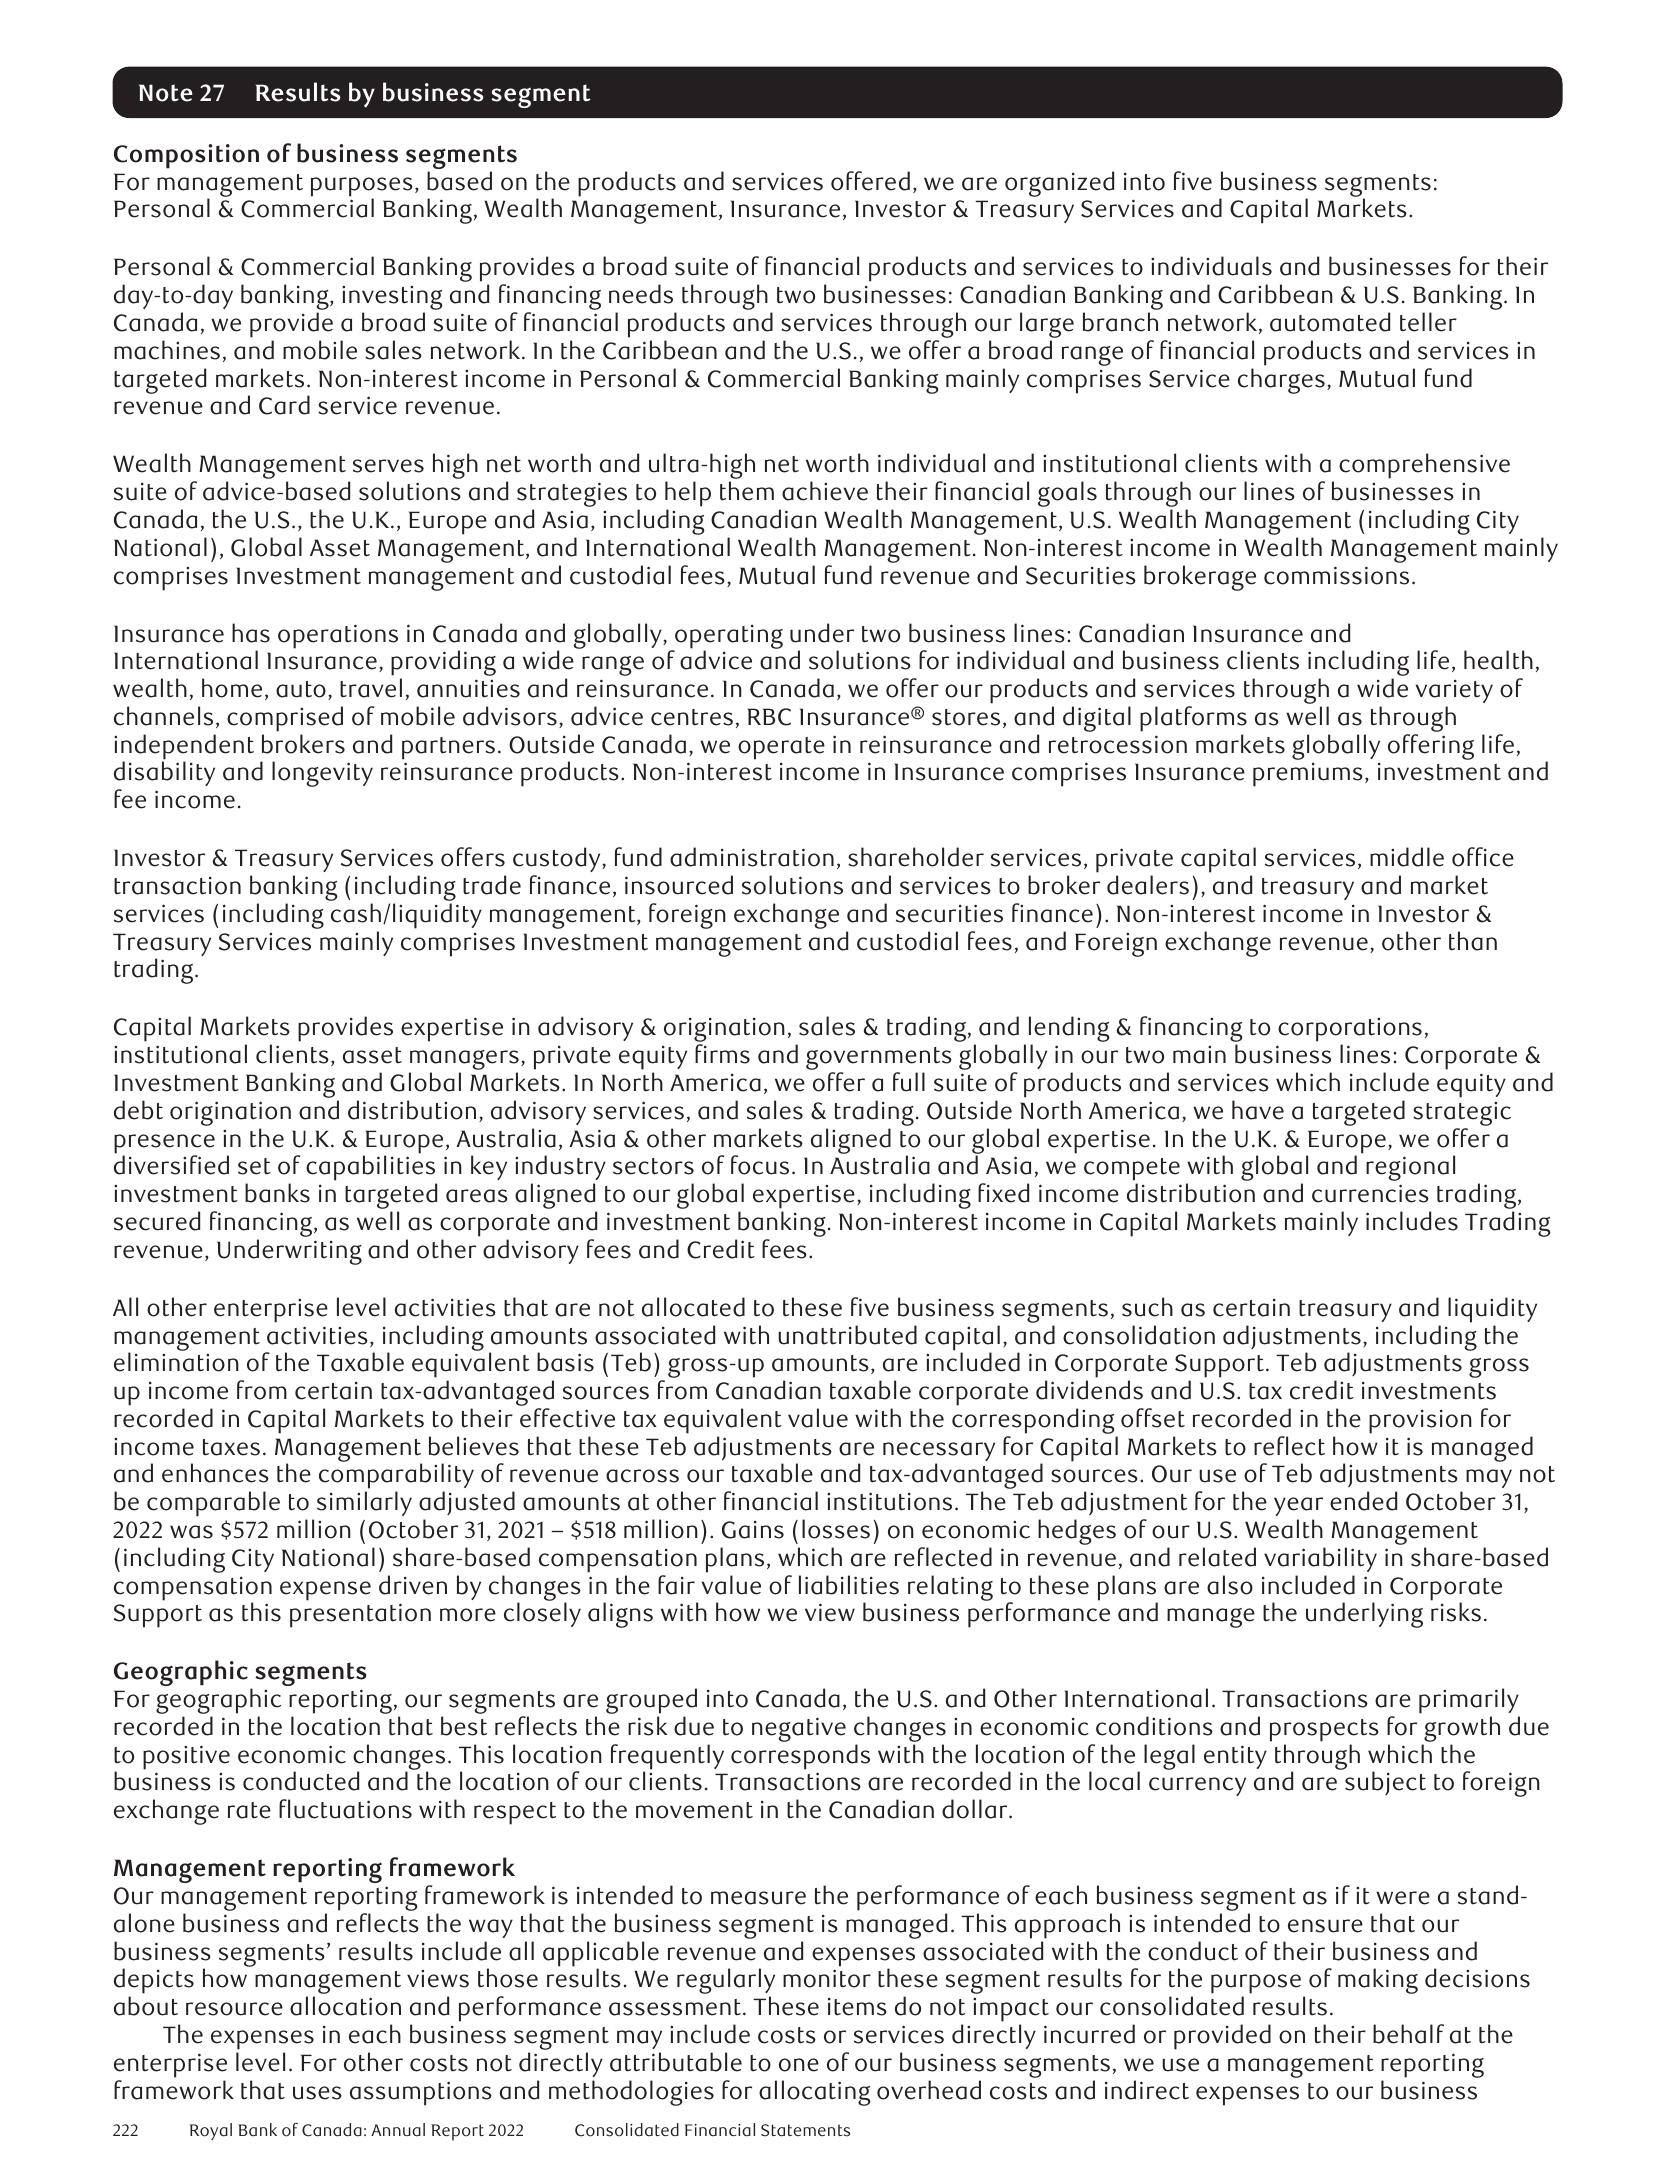 Note 27 Results by business segment
Composition of business segments
For management purposes, based on the products and services offered, we are organized into five business segments:
Personal & Commercial Banking, Wealth Management, Insurance, Investor & Treasury Services and Capital Markets.
Personal & Commercial Banking provides a broad suite of financial products and services to individuals and businesses for their
day-to-day banking, investing and financing needs through two businesses: Canadian Banking and Caribbean & U.S. Banking. In
Canada, we provide a broad suite of financial products and services through our large branch network, automated teller
machines, and mobile sales network. In the Caribbean and the U.S., we offer a broad range of financial products and services in
targeted markets. Non-interest income in Personal & Commercial Banking mainly comprises Service charges, Mutual fund
revenue and Card service revenue.
Wealth Management serves high net worth and ultra-high net worth individual and institutional clients with a comprehensive
suite of advice-based solutions and strategies to help them achieve their financial goals through our lines of businesses in
Canada, the U.S., the U.K., Europe and Asia, including Canadian Wealth Management, U.S. Wealth Management (including City
National), Global Asset Management, and International Wealth Management. Non-interest income in Wealth Management mainly
comprises Investment management and custodial fees, Mutual fund revenue and Securities brokerage commissions.
Insurance has operations in Canada and globally, operating under two business lines: Canadian Insurance and
International Insurance, providing a wide range of advice and solutions for individual and business clients including life, health,
wealth, home, auto, travel, annuities and reinsurance. In Canada, we offer our products and services through a wide variety of
channels, comprised of mobile advisors, advice centres, RBC Insurance® stores, and digital platforms as well as through
independent brokers and partners. Outside Canada, we operate in reinsurance and retrocession markets globally offering life,
disability and longevity reinsurance products. Non-interest income in Insurance comprises Insurance premiums, investment and
fee income.
Investor & Treasury Services offers custody, fund administration, shareholder services, private capital services, middle office
transaction banking (including trade finance, insourced solutions and services to broker dealers), and treasury and market
services (including cash/liquidity management, foreign exchange and securities finance). Non-interest income in Investor &
Treasury Services mainly comprises Investment management and custodial fees, and Foreign exchange revenue, other than
trading.
Capital Markets provides expertise in advisory & origination, sales & trading, and lending & financing to corporations,
institutional clients, asset managers, private equity firms and governments globally in our two main business lines: Corporate &
Investment Banking and Global Markets. In North America, we offer a full suite of products and services which include equity and
debt origination and distribution, advisory services, and sales & trading. Outside North America, we have a targeted strategic
presence in the U.K. & Europe, Australia, Asia & other markets aligned to our global expertise. In the U.K. & Europe, we offer a
diversified set of capabilities in key industry sectors of focus. In Australia and Asia, we compete with global and regional
investment banks in targeted areas aligned to our global expertise, including fixed income distribution and currencies trading,
secured financing, as well as corporate and investment banking. Non-interest income in Capital Markets mainly includes Trading
revenue, Underwriting and other advisory fees and Credit fees.
All other enterprise level activities that are not allocated to these five business segments, such as certain treasury and liquidity
management activities, including amounts associated with unattributed capital, and consolidation adjustments, including the
elimination of the Taxable equivalent basis (Teb) gross-up amounts, are included in Corporate Support. Teb adjustments gross
up income from certain tax-advantaged sources from Canadian taxable corporate dividends and U.S. tax credit investments
recorded in Capital Markets to their effective tax equivalent value with the corresponding offset recorded in the provision for
income taxes. Management believes that these Teb adjustments are necessary for Capital Markets to reflect how it is managed
and enhances the comparability of revenue across our taxable and tax-advantaged sources. Our use of Teb adjustments may not
be comparable to similarly adjusted amounts at other financial institutions. The Teb adjustment for the year ended October 31,
2022 was $572 million (October 31, 2021 – $518 million). Gains (losses) on economic hedges of our U.S. Wealth Management
(including City National) share-based compensation plans, which are reflected in revenue, and related variability in share-based
compensation expense driven by changes in the fair value of liabilities relating to these plans are also included in Corporate
Support as this presentation more closely aligns with how we view business performance and manage the underlying risks.
Geographic segments
For geographic reporting, our segments are grouped into Canada, the U.S. and Other International. Transactions are primarily
recorded in the location that best reflects the risk due to negative changes in economic conditions and prospects for growth due
to positive economic changes. This location frequently corresponds with the location of the legal entity through which the
business is conducted and the location of our clients. Transactions are recorded in the local currency and are subject to foreign
exchange rate fluctuations with respect to the movement in the Canadian dollar.
Management reporting framework
Our management reporting framework is intended to measure the performance of each business segment as if it were a stand-
alone business and reflects the way that the business segment is managed. This approach is intended to ensure that our
business segments’ results include all applicable revenue and expenses associated with the conduct of their business and
depicts how management views those results. We regularly monitor these segment results for the purpose of making decisions
about resource allocation and performance assessment. These items do not impact our consolidated results.
The expenses in each business segment may include costs or services directly incurred or provided on their behalf at the
enterprise level. For other costs not directly attributable to one of our business segments, we use a management reporting
framework that uses assumptions and methodologies for allocating overhead costs and indirect expenses to our business
222 Royal Bank of Canada: Annual Report 2022 Consolidated Financial Statements